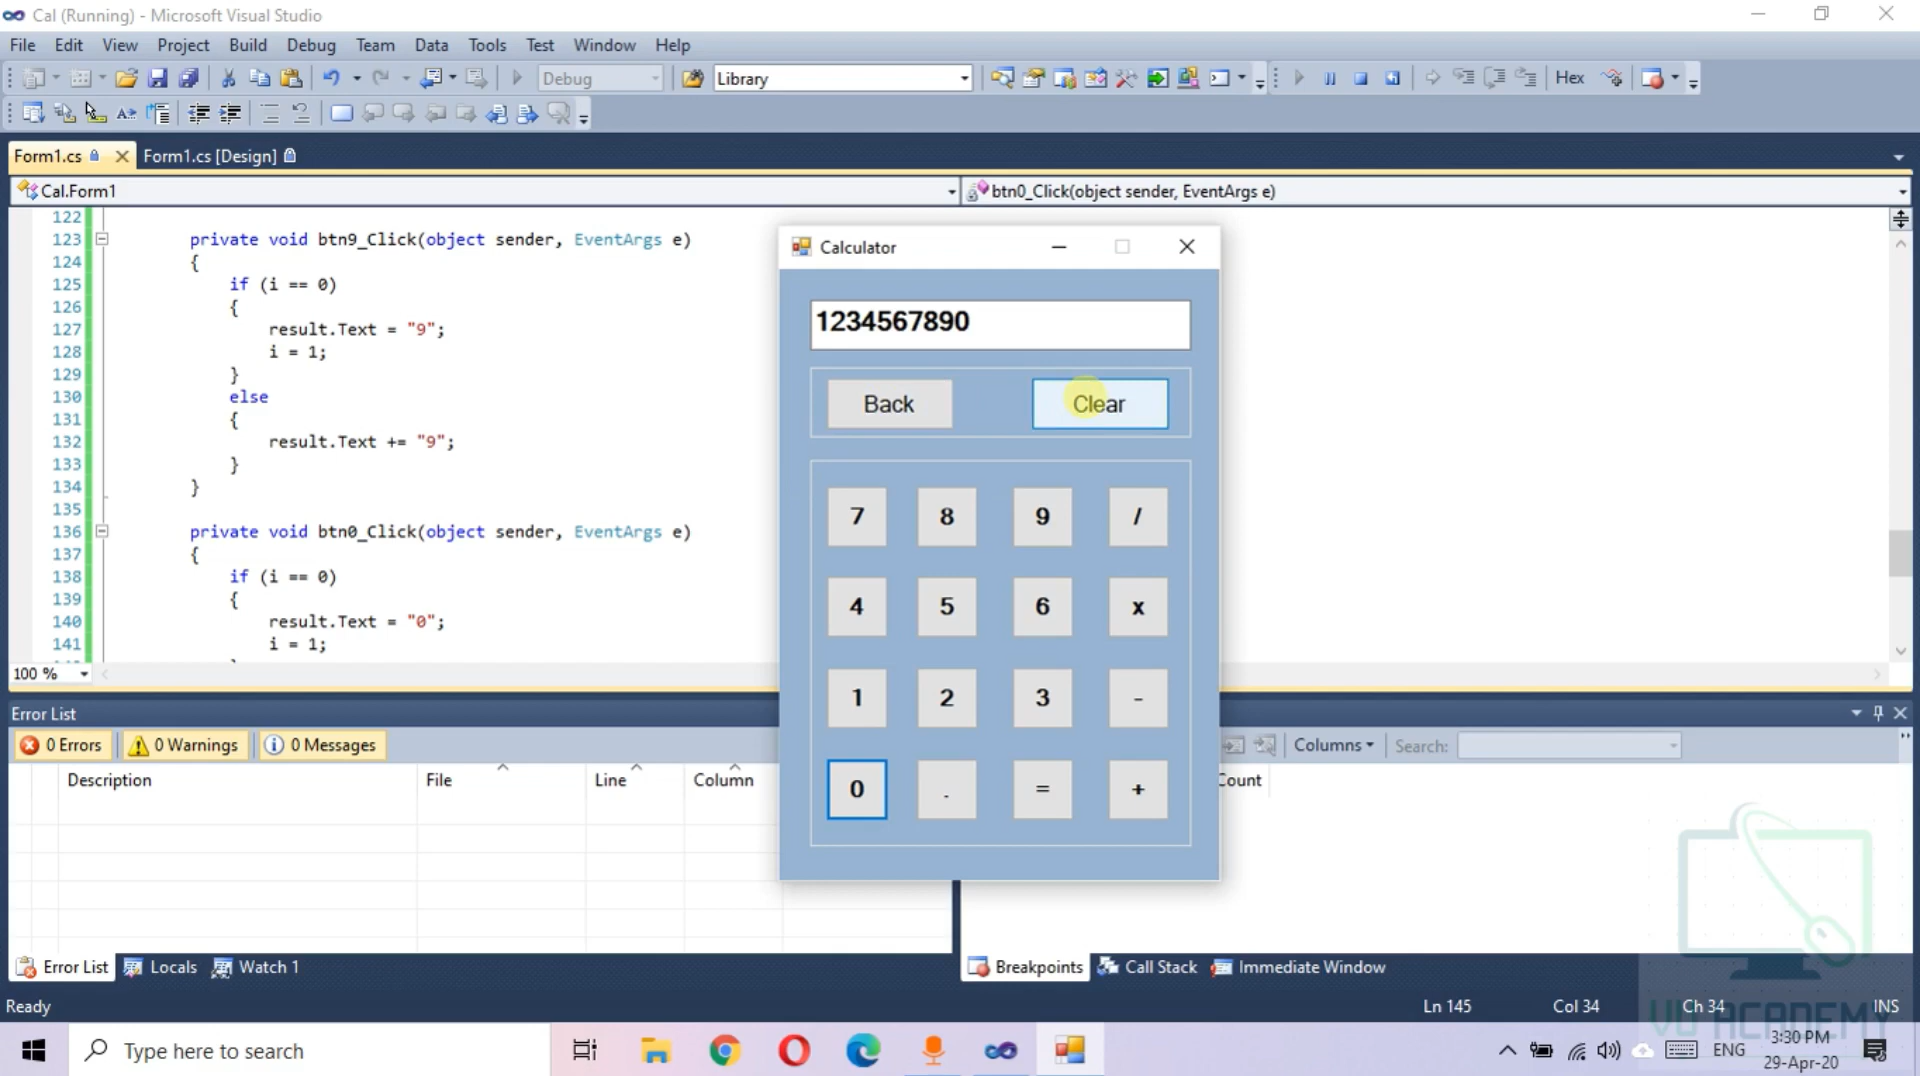 Cal (Running) - Microsoft Visual Studio
File Edit View Project Build Debug Team Data Tools Test Window Help
Debug Library Hex
Form1.cs Form1.cs [Design]
Cal.Form1 btn0_Click(object sender, EventArgs e)
122
123 private void btn9_Click(object sender, EventArgs e)
124 {
125 if (i == 0)
126 {
127 result.Text = "9";
128 i = 1;
129 }
130 else
131 {
132 result.Text += "9";
133 }
134 }
135
136 private void btn0_Click(object sender, EventArgs e)
137 {
138 if (i == 0)
139 {
140 result.Text = "0";
141 i = 1;
100 %
Calculator
1234567890
Back Clear
7 8 9 /
4 5 6 x
1 2 3 -
0 . = +
Error List
0 Errors 0 Warnings 0 Messages
Columns Search:
Description File Line Column
Count
Error List Locals Watch 1
Breakpoints Call Stack Immediate Window
Ready Ln 145 Col 34 Ch 34 INS
VU ACADEMY
Type here to search
ENG 3:30 PM
29-Apr-20